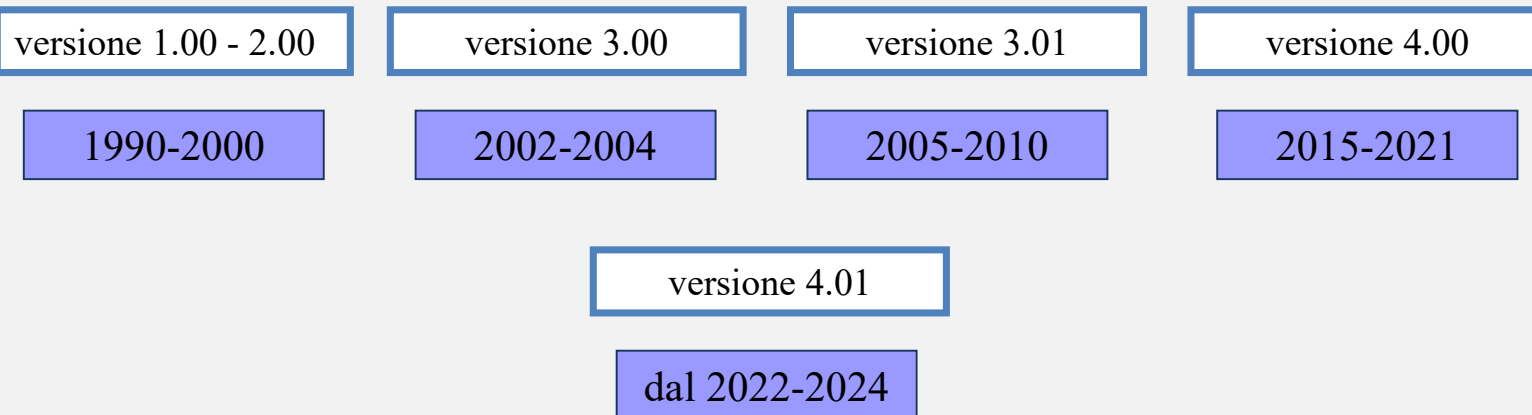 versione 1.00 - 2.00
versione 3.00
versione 3.01
versione 4.00
1990-2000
2002-2004
2005-2010
2015-2021
versione 4.01
dal 2022-2024